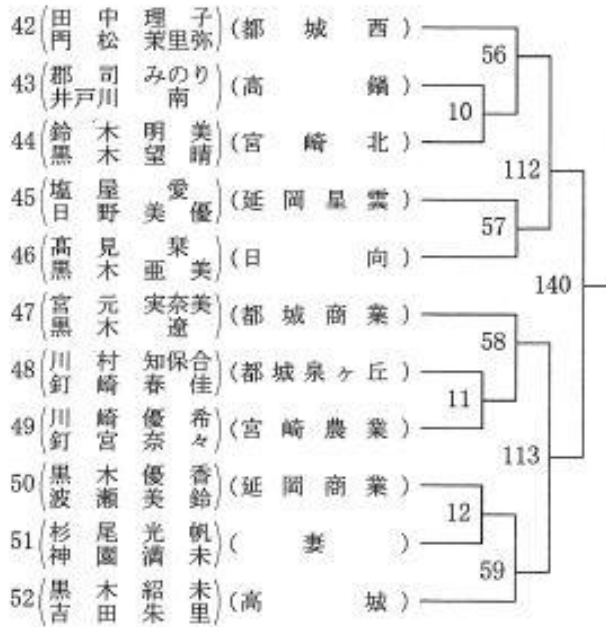 42 (田中理子 門松茉里弥) (都城西)
43 (郡司みのり 井戸川南) (高鍋)
44 (鈴木明美 黒木望晴) (宮崎北)
45 (塩屋愛 日野美優) (延岡星雲)
46 (髙見栞 黒木亜美) (日向)
47 (宮元実奈美 黒木遼) (都城商業)
48 (川村知保合 釘崎春佳) (都城泉ヶ丘)
49 (川崎優希 釘宮奈々) (宮崎農業)
50 (黒木優香 波瀬美鈴) (延岡商業)
51 (杉尾光帆 神園満未) (妻)
52 (黒木紹未 吉田朱里) (高城)
56
10
112
57
140
58
11
113
12
59